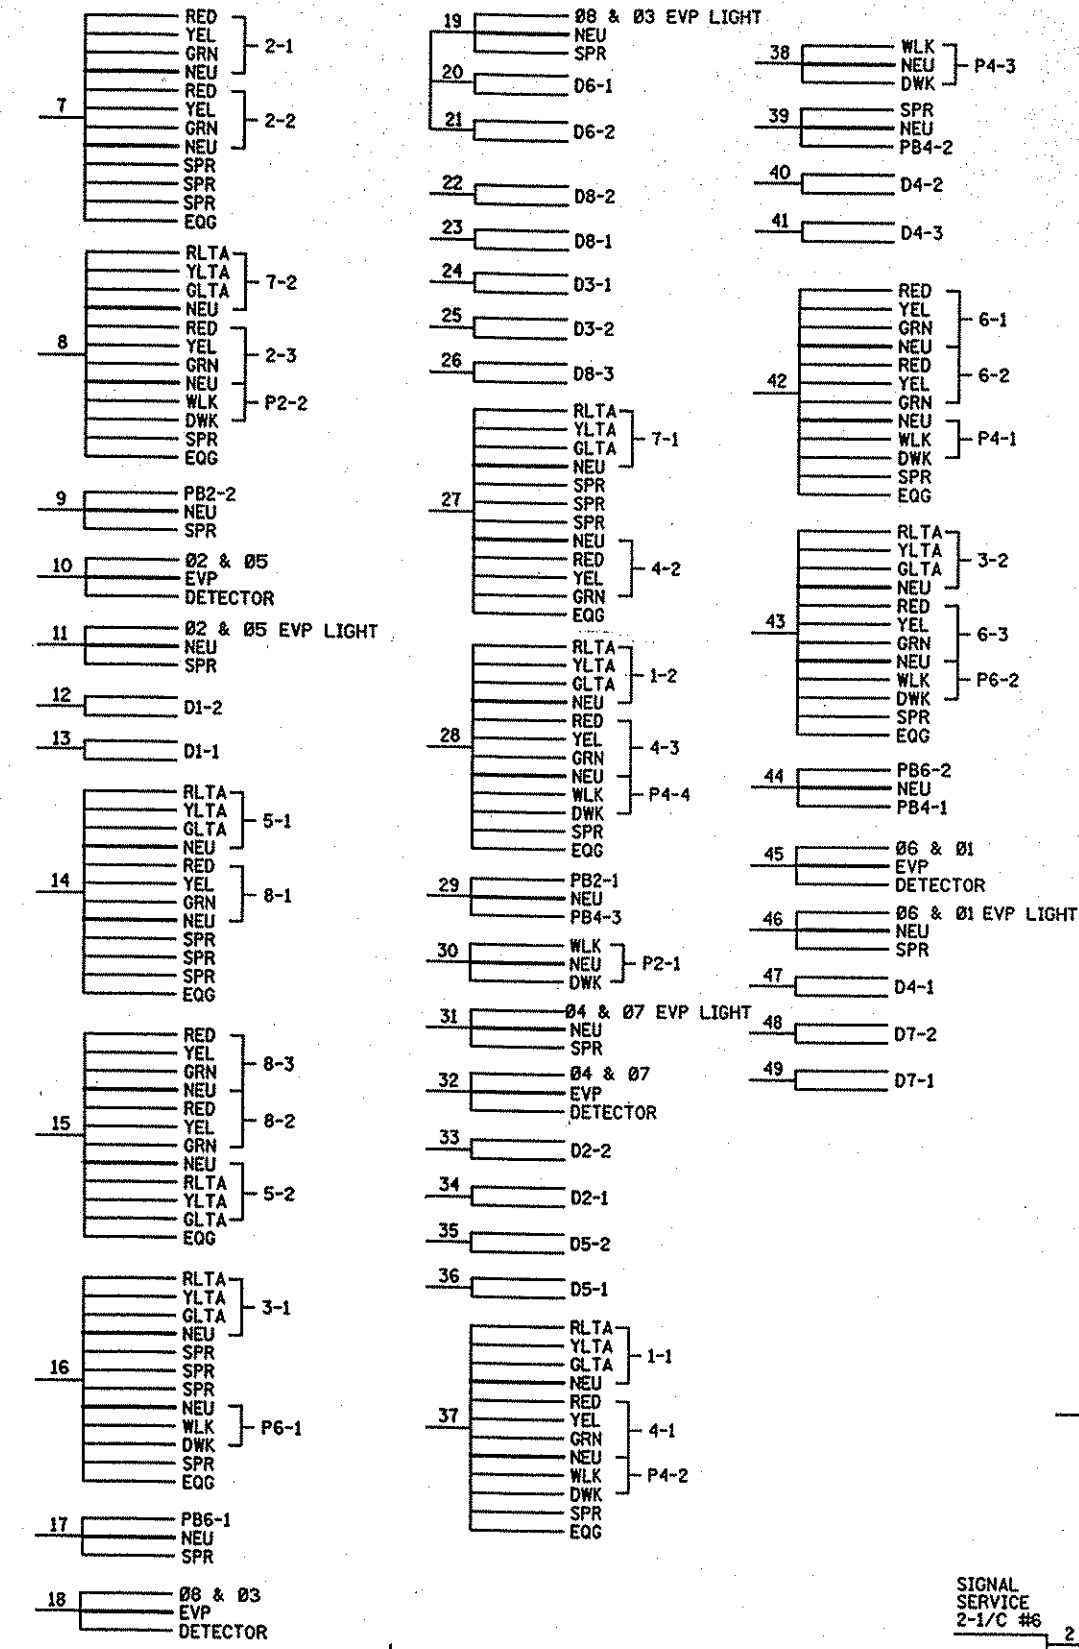 7
RED
YEL
GRN
NEU
2-1
RED
YEL
GRN
NEU
2-2
SPR
SPR
SPR
EQG
8
RLTA
YLTA
GLTA
NEU
7-2
RED
YEL
GRN
NEU
2-3
WLK
DWK
P2-2
SPR
EQG
9
PB2-2
NEU
SPR
10
Ø2 & Ø5
EVP
DETECTOR
11
Ø2 & Ø5 EVP LIGHT
NEU
SPR
12
D1-2
13
D1-1
14
RLTA
YLTA
GLTA
NEU
5-1
RED
YEL
GRN
NEU
8-1
SPR
SPR
SPR
EQG
15
RED
YEL
GRN
NEU
8-3
RED
YEL
GRN
8-2
NEU
RLTA
YLTA
GLTA
5-2
EQG
16
RLTA
YLTA
GLTA
NEU
3-1
SPR
SPR
SPR
NEU
WLK
DWK
P6-1
SPR
EQG
17
PB6-1
NEU
SPR
18
Ø8 & Ø3
EVP
DETECTOR
19
Ø8 & Ø3 EVP LIGHT
NEU
SPR
20
D6-1
21
D6-2
22
D8-2
23
D8-1
24
D3-1
25
D3-2
26
D8-3
27
RLTA
YLTA
GLTA
NEU
7-1
SPR
SPR
SPR
NEU
RED
YEL
GRN
4-2
EQG
28
RLTA
YLTA
GLTA
NEU
1-2
RED
YEL
GRN
NEU
4-3
WLK
DWK
P4-4
SPR
EQG
29
PB2-1
NEU
PB4-3
30
WLK
NEU
DWK
P2-1
31
Ø4 & Ø7 EVP LIGHT
NEU
SPR
32
Ø4 & Ø7
EVP
DETECTOR
33
D2-2
34
D2-1
35
D5-2
36
D5-1
37
RLTA
YLTA
GLTA
NEU
1-1
RED
YEL
GRN
NEU
4-1
WLK
DWK
P4-2
SPR
EQG
38
WLK
NEU
DWK
P4-3
39
SPR
NEU
PB4-2
40
D4-2
41
D4-3
42
RED
YEL
GRN
NEU
6-1
RED
YEL
GRN
6-2
NEU
WLK
DWK
P4-1
SPR
EQG
43
RLTA
YLTA
GLTA
NEU
3-2
RED
YEL
GRN
NEU
6-3
WLK
DWK
P6-2
SPR
EQG
44
PB6-2
NEU
PB4-1
45
Ø6 & Ø1
EVP
DETECTOR
46
Ø6 & Ø1 EVP LIGHT
NEU
SPR
47
D4-1
48
D7-2
49
D7-1
SIGNAL
SERVICE
2-1/C #6
2